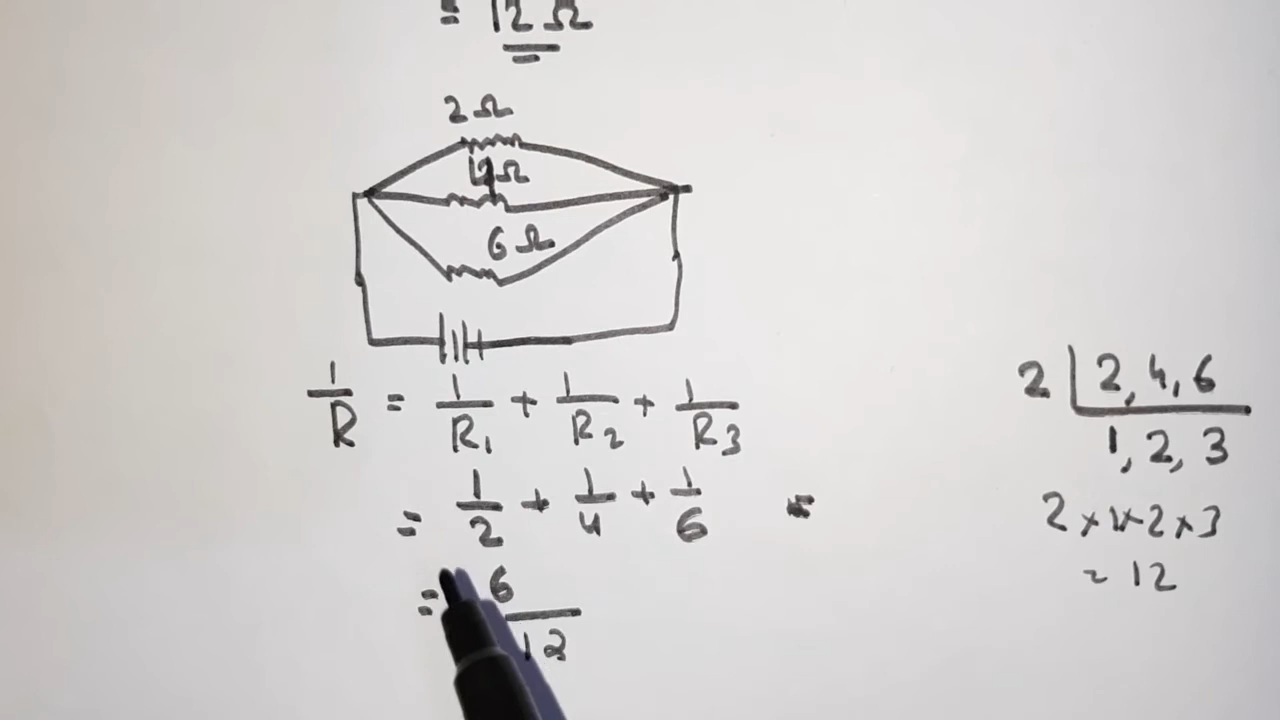 = 12 Ω
2 Ω
6 Ω
1/R = 1/R₁ + 1/R₂ + 1/R₃
= 1/2 + 1/4 + 1/6 =
= 6/12
2 | 2, 4, 6
1, 2, 3
2 × 1 × 2 × 3
= 12